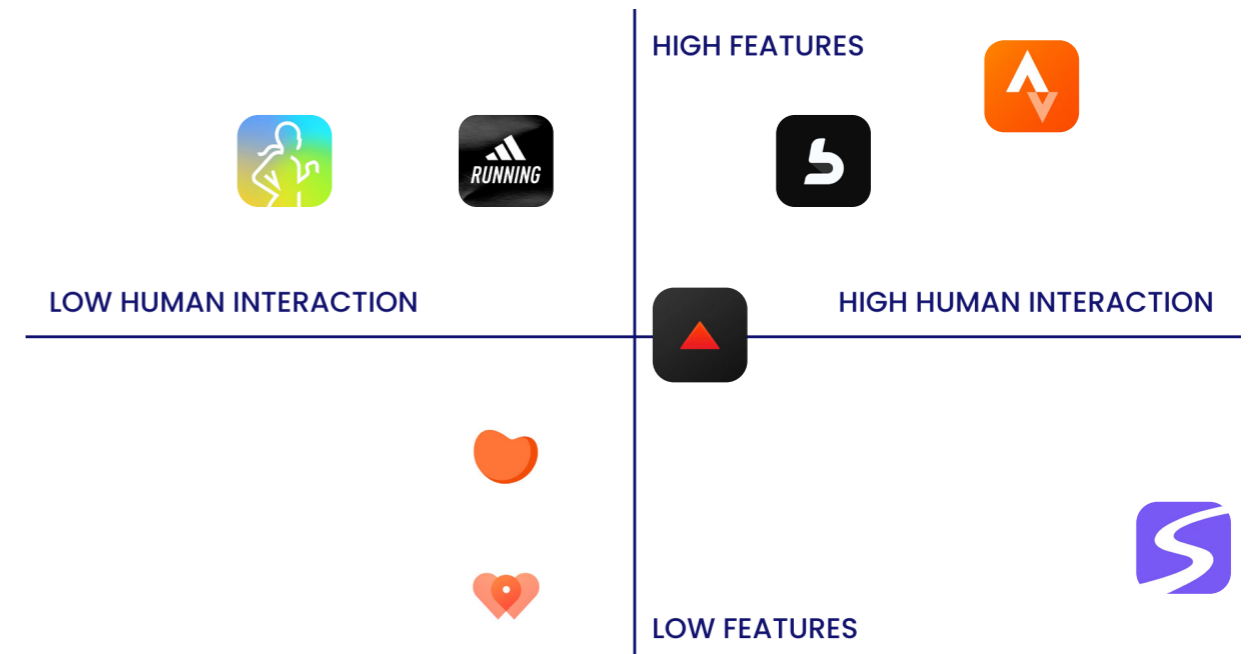 HIGH FEATURES
RUNNING
LOW HUMAN INTERACTION
HIGH HUMAN INTERACTION
LOW FEATURES